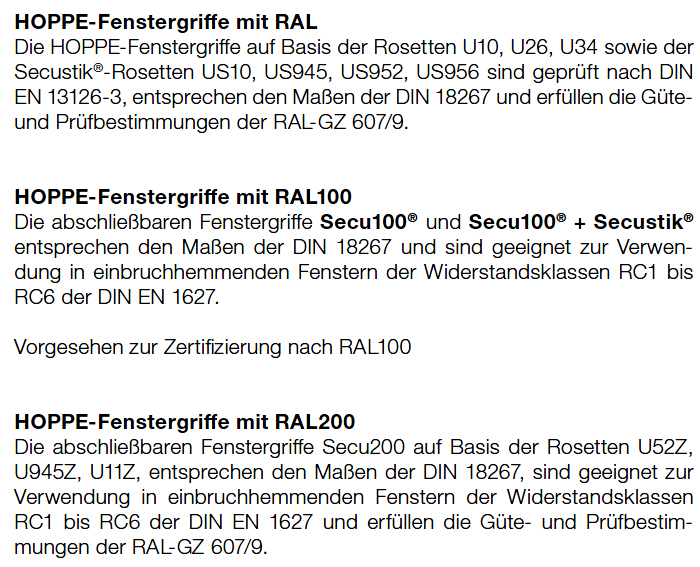 HOPPE-Fenstergriffe mit RAL
Die HOPPE-Fenstergriffe auf Basis der Rosetten U10, U26, U34 sowie der
Secustik®-Rosetten US10, US945, US952, US956 sind geprüft nach DIN
EN 13126-3, entsprechen den Maßen der DIN 18267 und erfüllen die Güte-
und Prüfbestimmungen der RAL-GZ 607/9.
HOPPE-Fenstergriffe mit RAL100
Die abschließbaren Fenstergriffe Secu100® und Secu100® + Secustik®
entsprechen den Maßen der DIN 18267 und sind geeignet zur Verwen-
dung in einbruchhemmenden Fenstern der Widerstandsklassen RC1 bis
RC6 der DIN EN 1627.
Vorgesehen zur Zertifizierung nach RAL100
HOPPE-Fenstergriffe mit RAL200
Die abschließbaren Fenstergriffe Secu200 auf Basis der Rosetten U52Z,
U945Z, U11Z, entsprechen den Maßen der DIN 18267, sind geeignet zur
Verwendung in einbruchhemmenden Fenstern der Widerstandsklassen
RC1 bis RC6 der DIN EN 1627 und erfüllen die Güte- und Prüfbestim-
mungen der RAL-GZ 607/9.